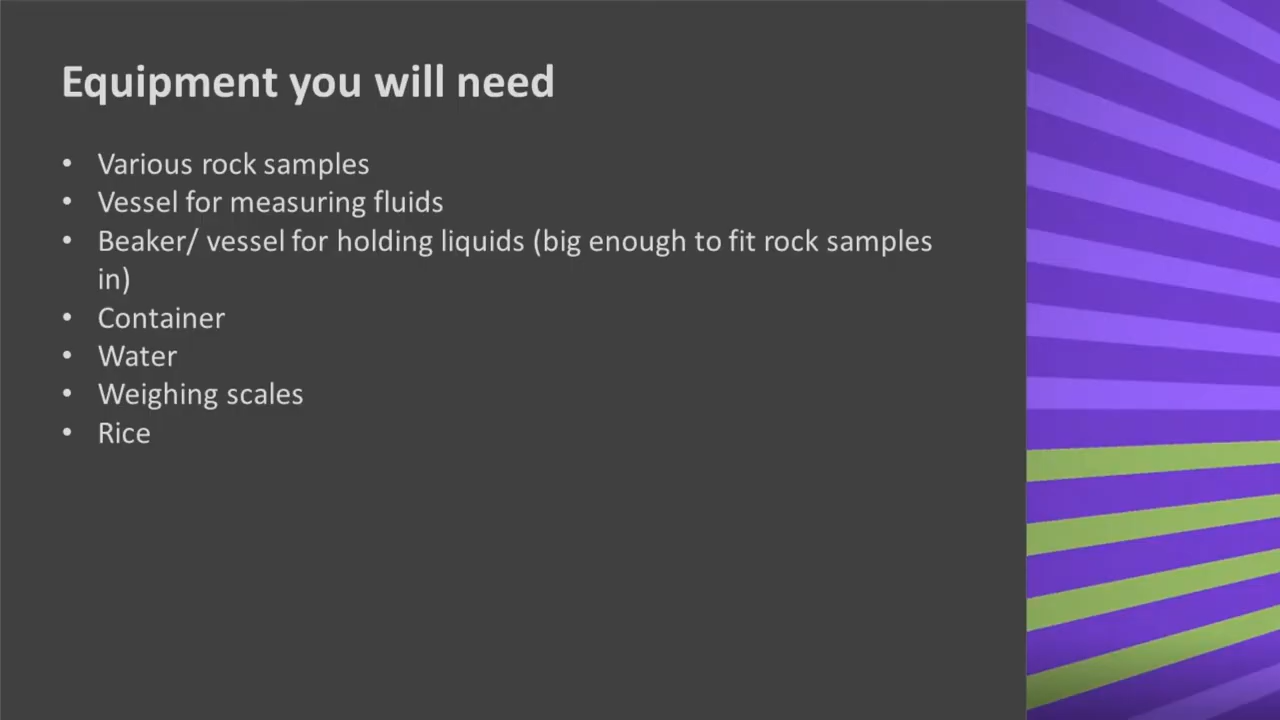 Equipment you will need
• Various rock samples
• Vessel for measuring fluids
• Beaker/ vessel for holding liquids (big enough to fit rock samples
in)
• Container
• Water
• Weighing scales
• Rice